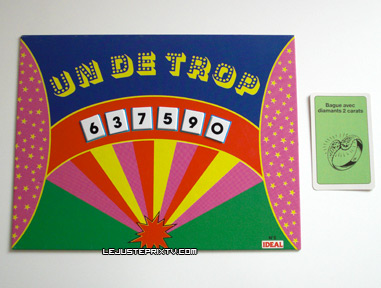 UN DE TROP
6 3 7 5 9 0
Bague avec
diamants 2 carats
IDEAL
LEJUSTEPRIXTV.COM